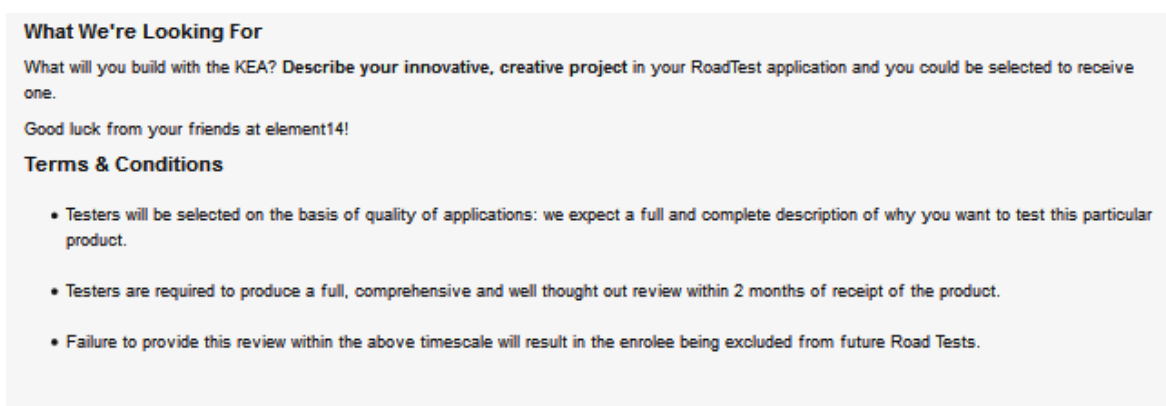 What We're Looking For
What will you build with the KEA? Describe your innovative, creative project in your RoadTest application and you could be selected to receive
one.
Good luck from your friends at element14!
Terms & Conditions
• Testers will be selected on the basis of quality of applications: we expect a full and complete description of why you want to test this particular
product.
• Testers are required to produce a full, comprehensive and well thought out review within 2 months of receipt of the product.
• Failure to provide this review within the above timescale will result in the enrolee being excluded from future Road Tests.